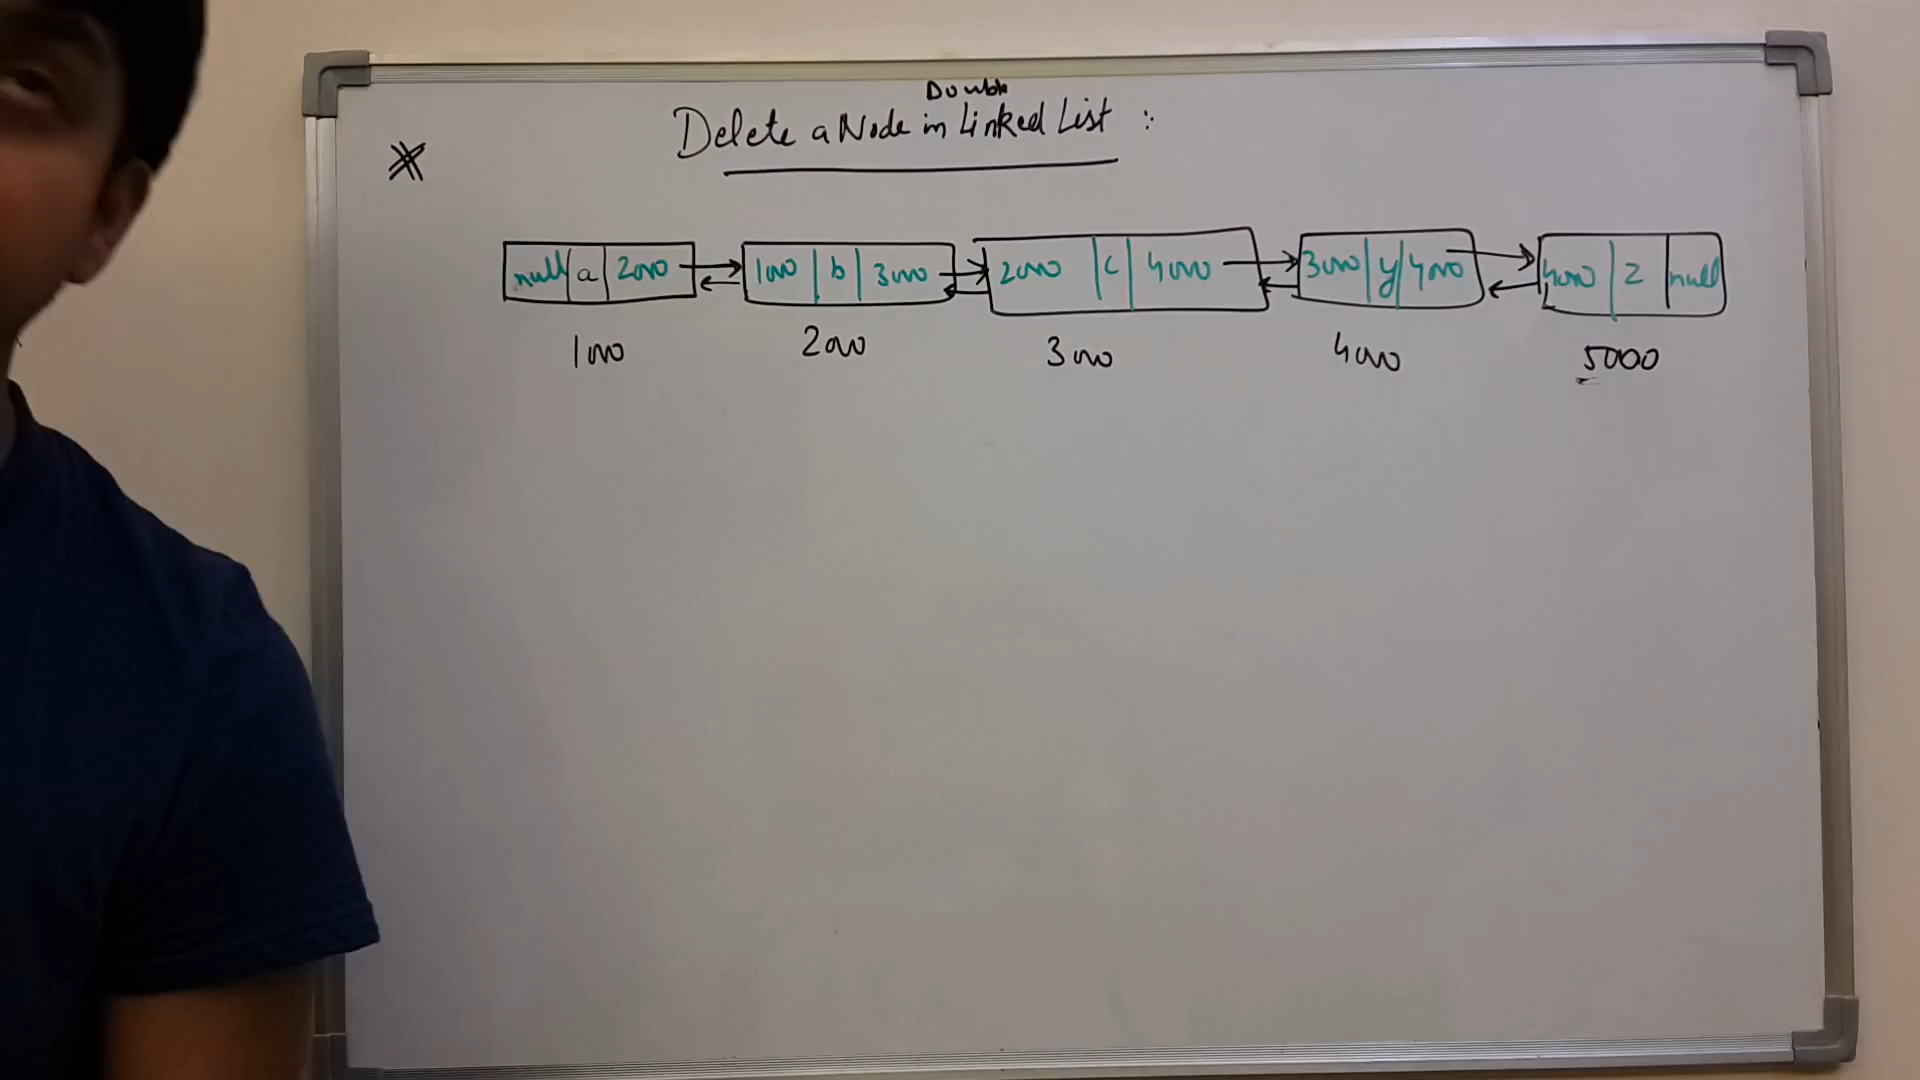 Double
Delete a Node in Linked List :
null a 2000 1000 b 3000 2000 c 4000 3000 y 4000 4000 z null
1000 2000 3000 4000 5000